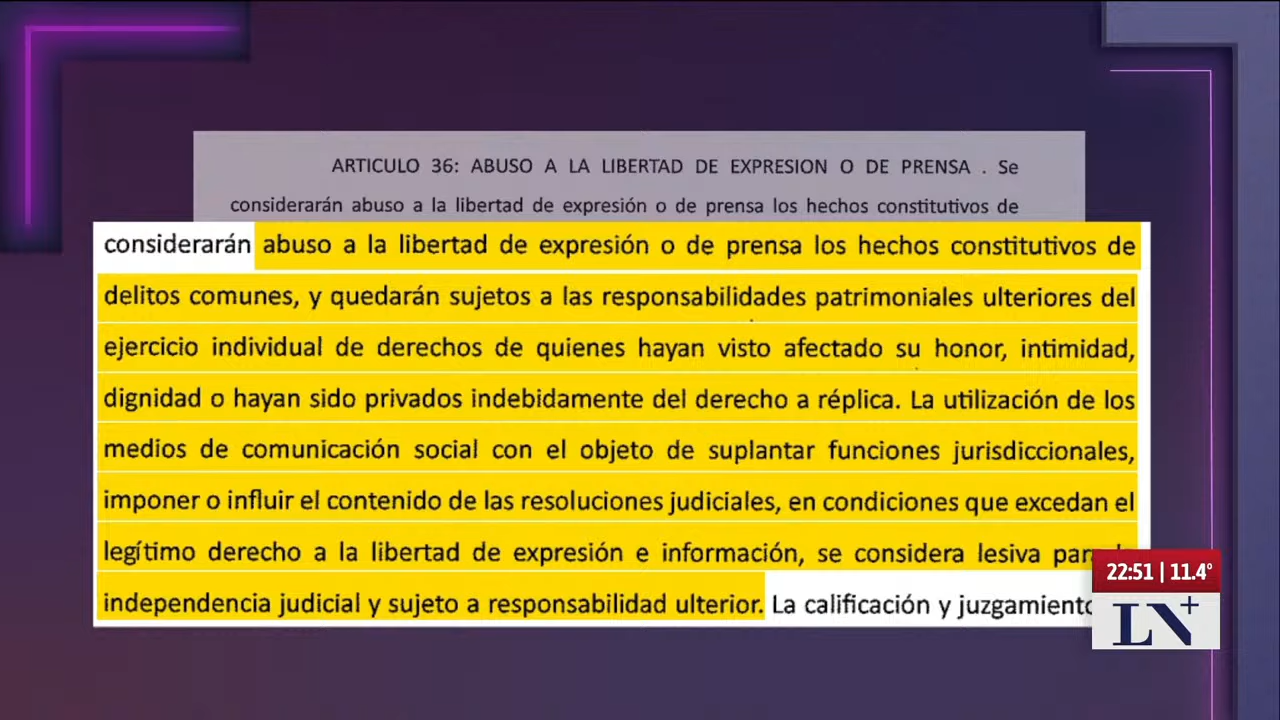 ARTICULO 36: ABUSO A LA LIBERTAD DE EXPRESION O DE PRENSA . Se
considerarán abuso a la libertad de expresión o de prensa los hechos constitutivos de
considerarán abuso a la libertad de expresión o de prensa los hechos constitutivos de
delitos comunes, y quedarán sujetos a las responsabilidades patrimoniales ulteriores del
ejercicio individual de derechos de quienes hayan visto afectado su honor, intimidad,
dignidad o hayan sido privados indebidamente del derecho a réplica. La utilización de los
medios de comunicación social con el objeto de suplantar funciones jurisdiccionales,
imponer o influir el contenido de las resoluciones judiciales, en condiciones que excedan el
legítimo derecho a la libertad de expresión e información, se considera lesiva
independencia judicial y sujeto a responsabilidad ulterior. La calificación y juzgamiento
22:51 | 11.4°
LN+